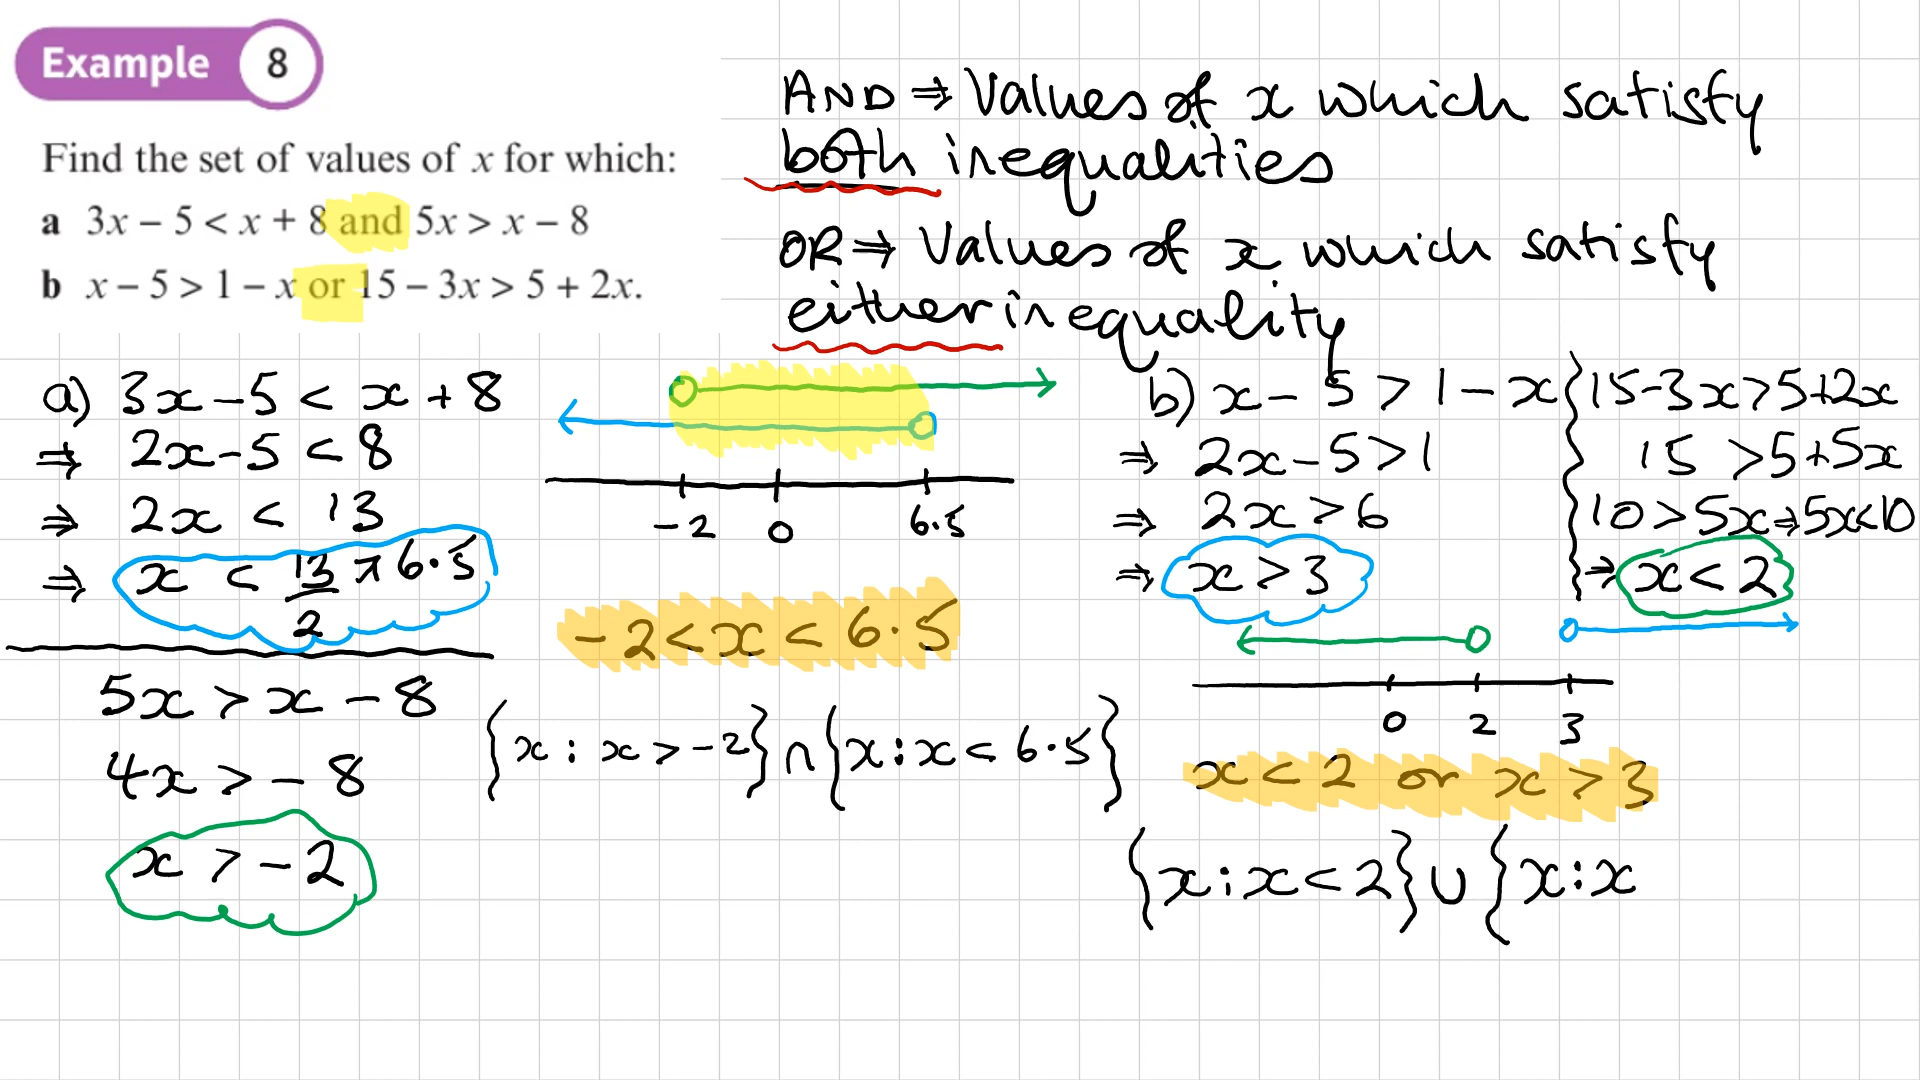 Example 8
Find the set of values of x for which:
a 3x − 5 < x + 8 and 5x > x − 8
b x − 5 > 1 − x or 15 − 3x > 5 + 2x.
AND ⇒ Values of x which satisfy
both inequalities
OR ⇒ Values of x which satisfy
either inequality
a) 3x − 5 < x + 8
⇒ 2x − 5 < 8
⇒ 2x < 13
⇒ x < 13/2 6.5
5x > x − 8
4x > − 8
x > − 2
−2 0 6.5
−2 < x < 6.5
{x : x > −2} ∩ {x : x < 6.5}
b) x − 5 > 1 − x
⇒ 2x − 5 > 1
⇒ 2x > 6
⇒ x > 3
15 − 3x > 5 + 2x
15 > 5 + 5x
10 > 5x ⇒ 5x < 10
⇒ x < 2
0 2 3
x < 2 or x > 3
{x : x < 2} ∪ {x : x